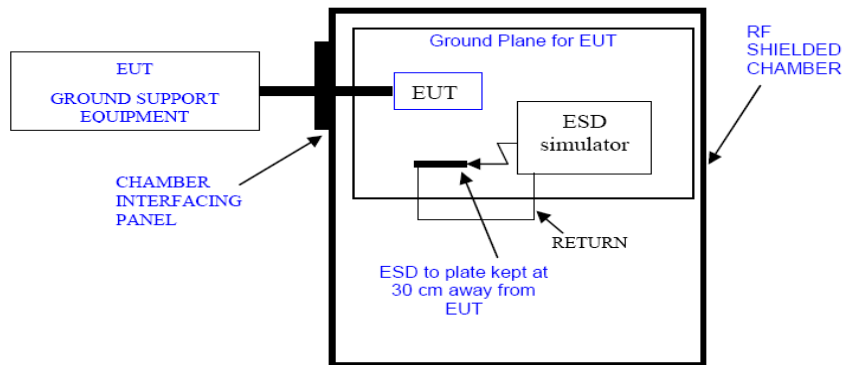 EUT
GROUND SUPPORT
EQUIPMENT
CHAMBER
INTERFACING
PANEL
Ground Plane for EUT
EUT
ESD
simulator
RETURN
ESD to plate kept at
30 cm away from
EUT
RF
SHIELDED
CHAMBER